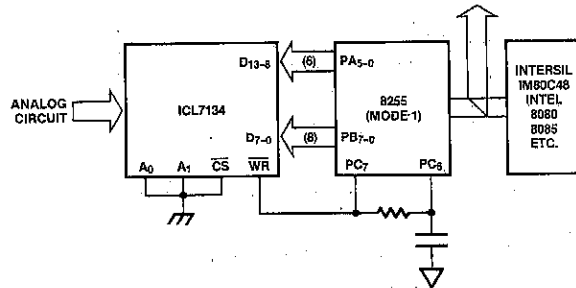 D13–8
(6)
PA5–0
ANALOG
CIRCUIT
ICL7134
8255
(MODE 1)
INTERSIL
IM80C48
(INTEL
8080
8085
ETC.
D7–0
(8)
PB7–0
A0 A1 CS WR
PC7 PC6